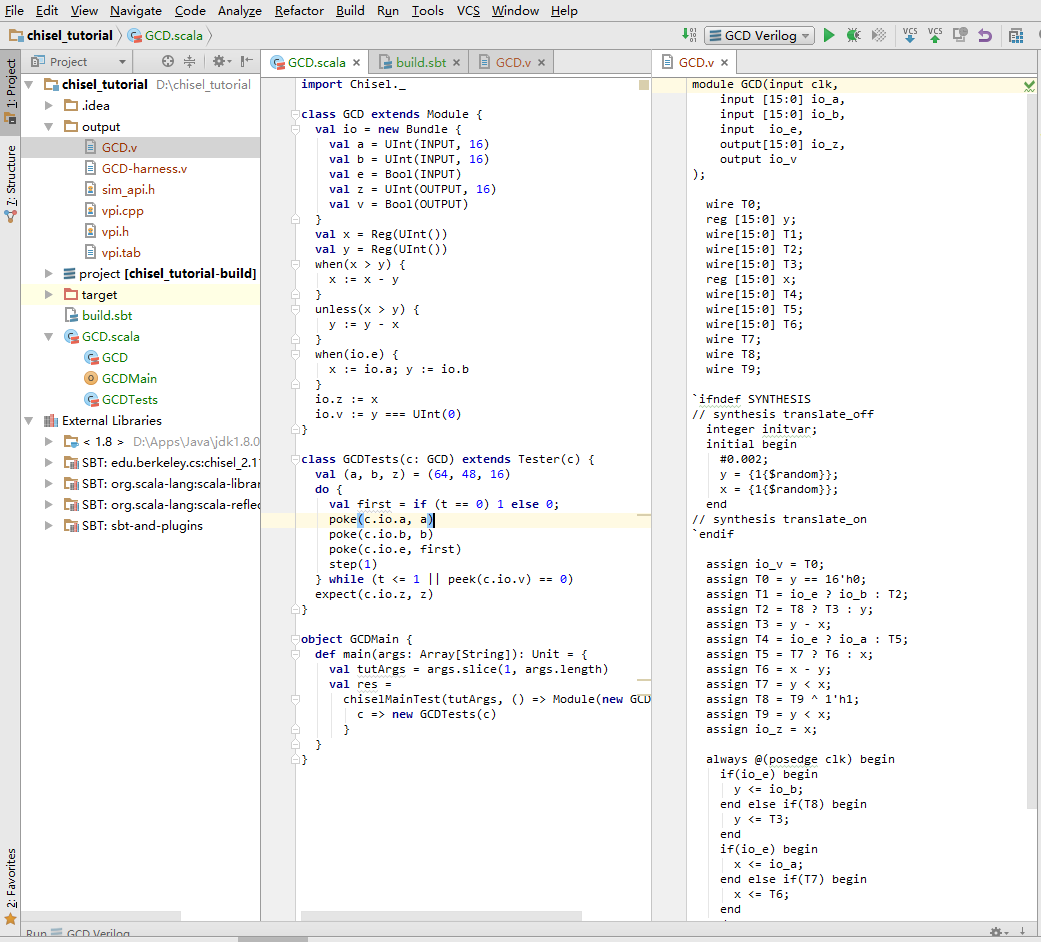 File Edit View Navigate Code Analyze Refactor Build Run Tools VCS Window Help
chisel_tutorial GCD.scala GCD Verilog VCS VCS
1: Project
7: Structure
2: Favorites
Project
chisel_tutorial D:\chisel_tutorial
.idea
output
GCD.v
GCD-harness.v
sim_api.h
vpi.cpp
vpi.h
vpi.tab
project [chisel_tutorial-build]
target
build.sbt
GCD.scala
GCD
GCDMain
GCDTests
External Libraries
< 1.8 > D:\Apps\Java\jdk1.8.0
SBT: edu.berkeley.cs:chisel_2.1
SBT: org.scala-lang:scala-librar
SBT: org.scala-lang:scala-reflec
SBT: sbt-and-plugins
GCD.scala build.sbt GCD.v
import Chisel._
class GCD extends Module {
val io = new Bundle {
val a = UInt(INPUT, 16)
val b = UInt(INPUT, 16)
val e = Bool(INPUT)
val z = UInt(OUTPUT, 16)
val v = Bool(OUTPUT)
}
val x = Reg(UInt())
val y = Reg(UInt())
when(x > y) {
x := x - y
}
unless(x > y) {
y := y - x
}
when(io.e) {
x := io.a; y := io.b
}
io.z := x
io.v := y === UInt(0)
}
class GCDTests(c: GCD) extends Tester(c) {
val (a, b, z) = (64, 48, 16)
do {
val first = if (t == 0) 1 else 0;
poke(c.io.a, a)
poke(c.io.b, b)
poke(c.io.e, first)
step(1)
} while (t <= 1 || peek(c.io.v) == 0)
expect(c.io.z, z)
}
object GCDMain {
def main(args: Array[String]): Unit = {
val tutArgs = args.slice(1, args.length)
val res =
chiselMainTest(tutArgs, () => Module(new GCD
c => new GCDTests(c)
}
}
}
GCD.v
module GCD(input clk,
input [15:0] io_a,
input [15:0] io_b,
input io_e,
output[15:0] io_z,
output io_v
);
wire T0;
reg [15:0] y;
wire[15:0] T1;
wire[15:0] T2;
wire[15:0] T3;
reg [15:0] x;
wire[15:0] T4;
wire[15:0] T5;
wire[15:0] T6;
wire T7;
wire T8;
wire T9;
`ifndef SYNTHESIS
// synthesis translate_off
integer initvar;
initial begin
#0.002;
y = {1{$random}};
x = {1{$random}};
end
// synthesis translate_on
`endif
assign io_v = T0;
assign T0 = y == 16'h0;
assign T1 = io_e ? io_b : T2;
assign T2 = T8 ? T3 : y;
assign T3 = y - x;
assign T4 = io_e ? io_a : T5;
assign T5 = T7 ? T6 : x;
assign T6 = x - y;
assign T7 = y < x;
assign T8 = T9 ^ 1'h1;
assign T9 = y < x;
assign io_z = x;
always @(posedge clk) begin
if(io_e) begin
y <= io_b;
end else if(T8) begin
y <= T3;
end
if(io_e) begin
x <= io_a;
end else if(T7) begin
x <= T6;
end
Run GCD Verilog